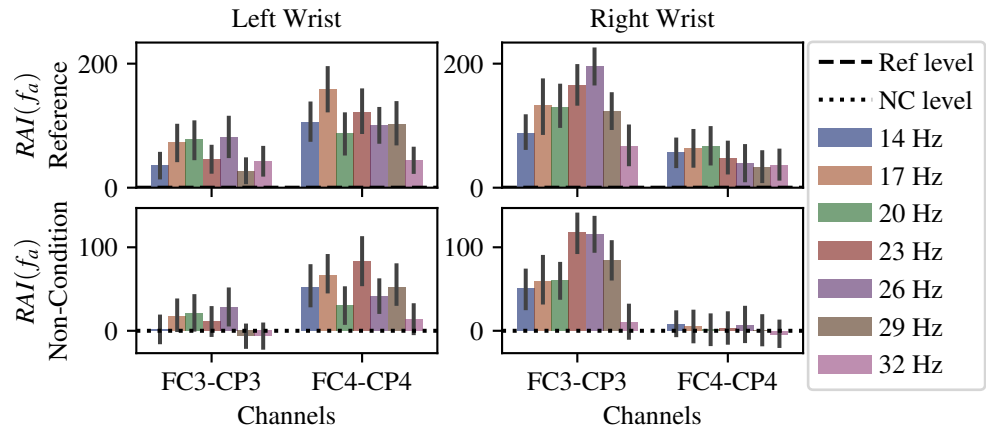 Left Wrist
Right Wrist
RAI(fₐ)
Reference
200
0
200
0
RAI(fₐ)
Non-Condition
100
0
100
0
FC3-CP3
FC4-CP4
FC3-CP3
FC4-CP4
Channels
Channels
Ref level
NC level
14 Hz
17 Hz
20 Hz
23 Hz
26 Hz
29 Hz
32 Hz